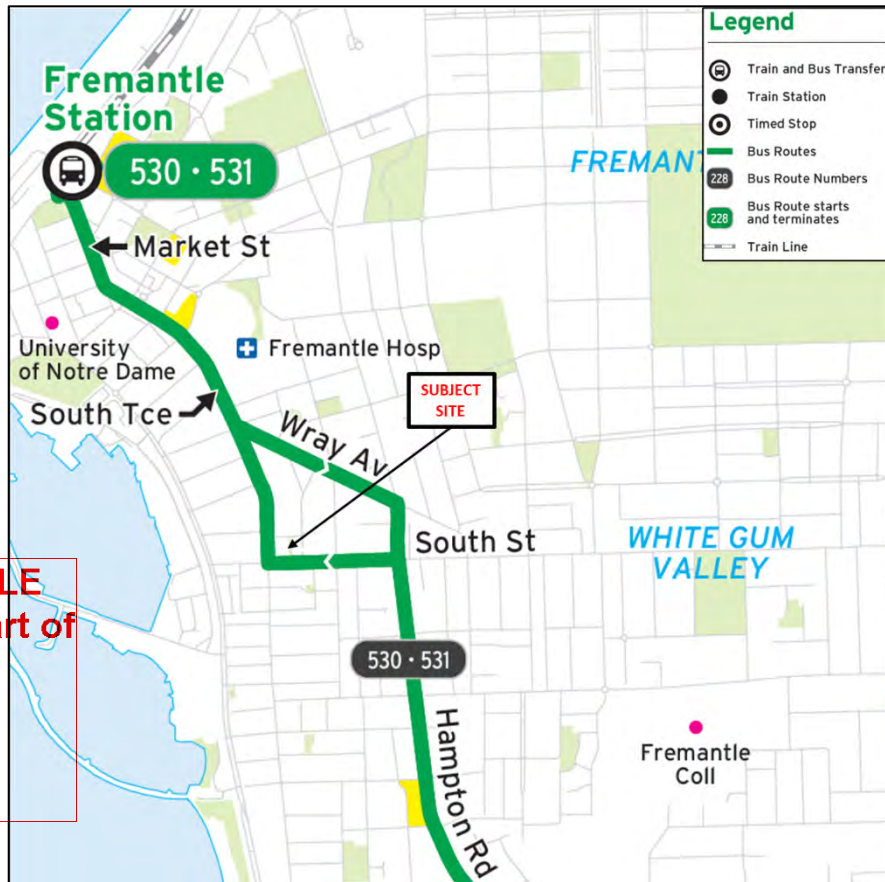 Legend
Train and Bus Transfer
Train Station
Timed Stop
Bus Routes
228 Bus Route Numbers
228 Bus Route starts
and terminates
Train Line
Fremantle
Station
530 • 531
Market St
University
of Notre Dame
Fremantle Hosp
South Tce
SUBJECT
SITE
Wray Av
South St
WHITE GUM
VALLEY
LE
art of
530 • 531
Hampton Rd
Fremantle
Coll
FREMANT